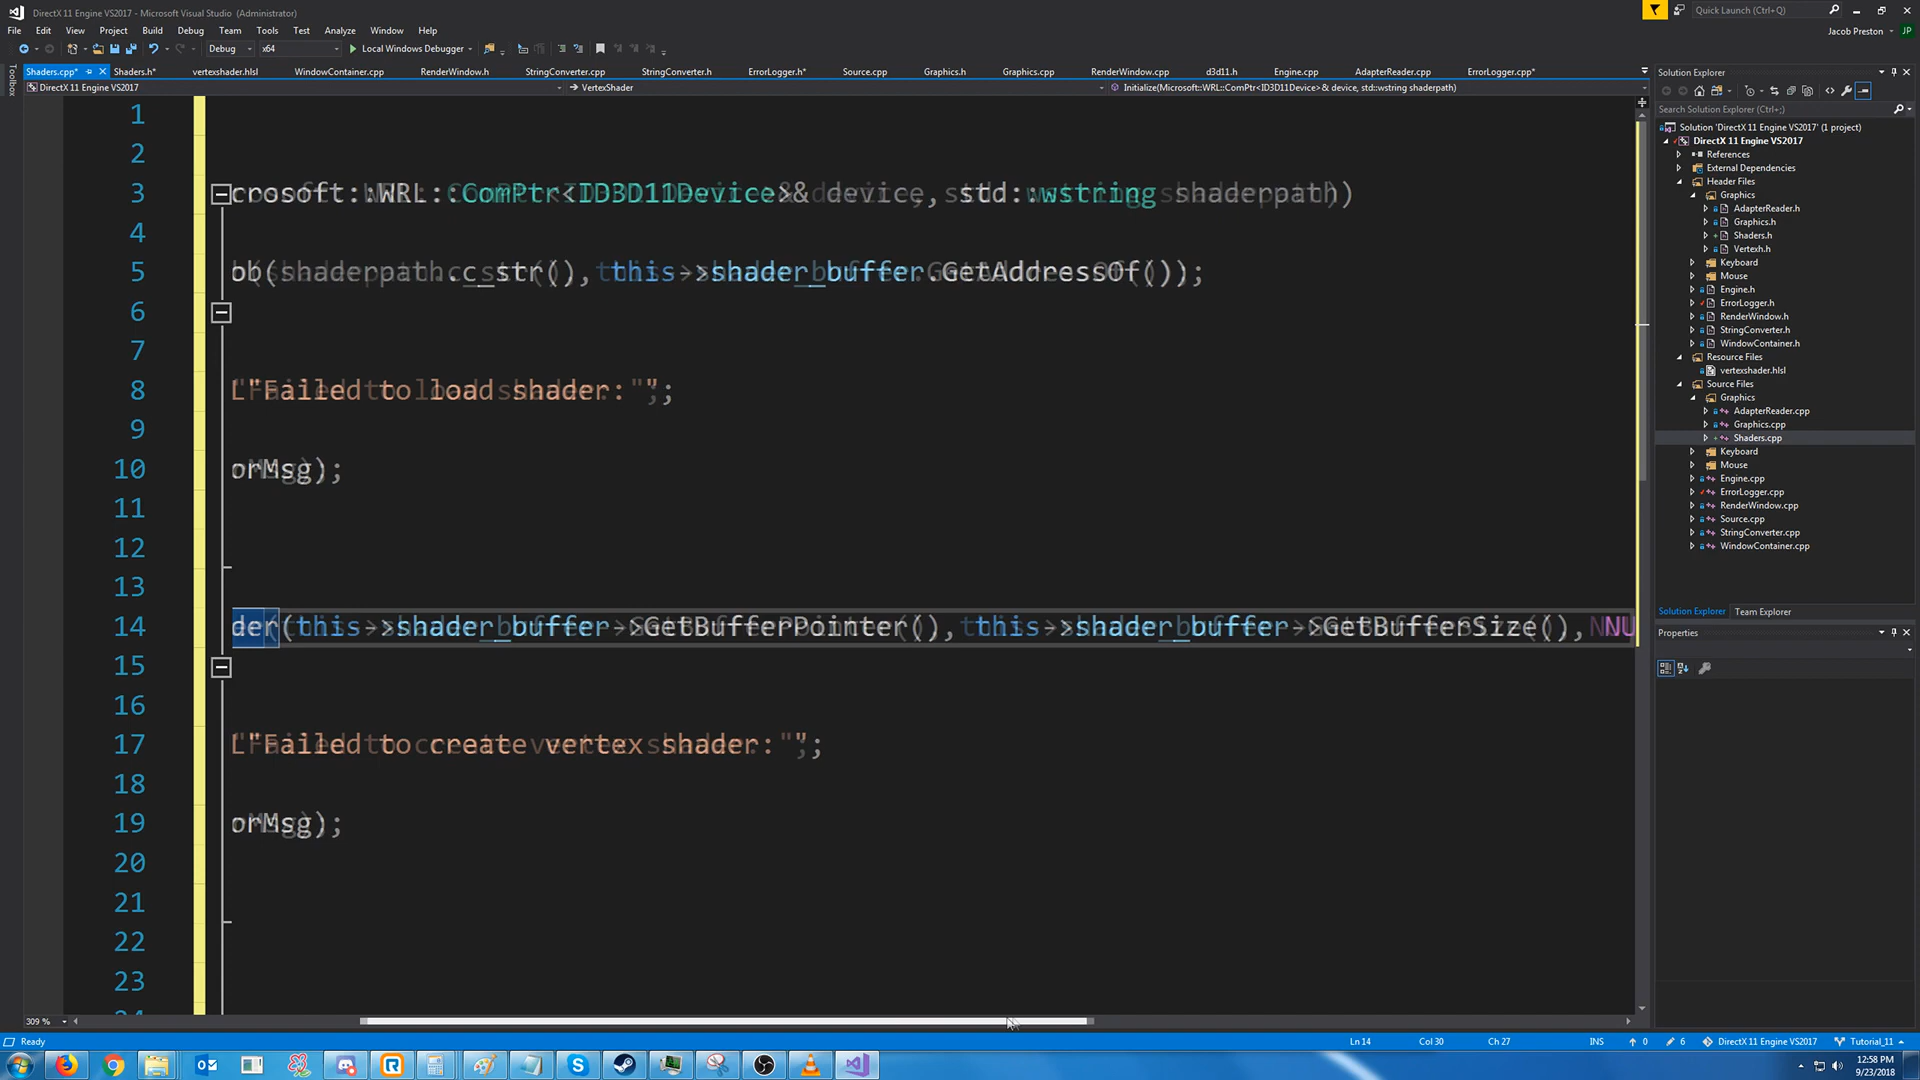 DirectX 11 Engine VS2017 - Microsoft Visual Studio (Administrator)
Quick Launch (Ctrl+Q)
File Edit View Project Build Debug Team Tools Test Analyze Window Help
Jacob Preston JP
Debug x64 Local Windows Debugger
Toolbox
Shaders.cpp* Shaders.h* vertexshader.hlsl WindowContainer.cpp RenderWindow.h StringConverter.cpp StringConverter.h ErrorLogger.h* Source.cpp Graphics.h Graphics.cpp RenderWindow.cpp d3d11.h Engine.cpp AdapterReader.cpp ErrorLogger.cpp*
DirectX 11 Engine VS2017 VertexShader Initialize(Microsoft::WRL::ComPtr<ID3D11Device>& device, std::wstring shaderpath)
1
2
3 crosoft::WRL::ComPtr<ID3D11Device>& device, std::wstring shaderpath)
4
5 ob(shaderpath.c_str(), this->shader_buffer.GetAddressOf());
6
7
8 L"Failed to load shader: ";
9
10 orMsg);
11
12
13
14 der(this->shader_buffer->GetBufferPointer(), this->shader_buffer->GetBufferSize(), NU
15
16
17 L"Failed to create vertex shader: ";
18
19 orMsg);
20
21
22
23
309 %
Solution Explorer
Search Solution Explorer (Ctrl+;)
Solution 'DirectX 11 Engine VS2017' (1 project)
DirectX 11 Engine VS2017
References
External Dependencies
Header Files
Graphics
AdapterReader.h
Graphics.h
Shaders.h
Vertexh.h
Keyboard
Mouse
Engine.h
ErrorLogger.h
RenderWindow.h
StringConverter.h
WindowContainer.h
Resource Files
vertexshader.hlsl
Source Files
Graphics
AdapterReader.cpp
Graphics.cpp
Shaders.cpp
Keyboard
Mouse
Engine.cpp
ErrorLogger.cpp
RenderWindow.cpp
Source.cpp
StringConverter.cpp
WindowContainer.cpp
Solution Explorer Team Explorer
Properties
Ready Ln 14 Col 30 Ch 27 INS 0 6 DirectX 11 Engine VS2017 Tutorial_11
12:58 PM
9/23/2018